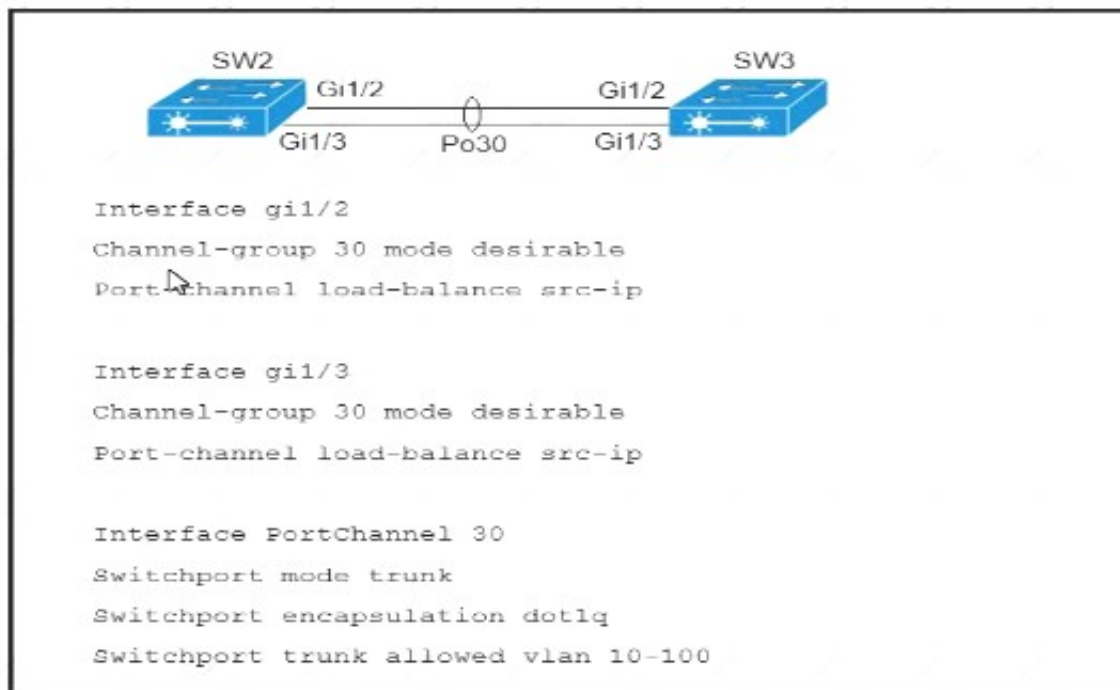 SW2 SW3
Gi1/2 Gi1/2
Gi1/3 Po30 Gi1/3
Interface gi1/2
Channel-group 30 mode desirable
Port-channel load-balance src-ip
Interface gi1/3
Channel-group 30 mode desirable
Port-channel load-balance src-ip
Interface PortChannel 30
Switchport mode trunk
Switchport encapsulation dot1q
Switchport trunk allowed vlan 10-100